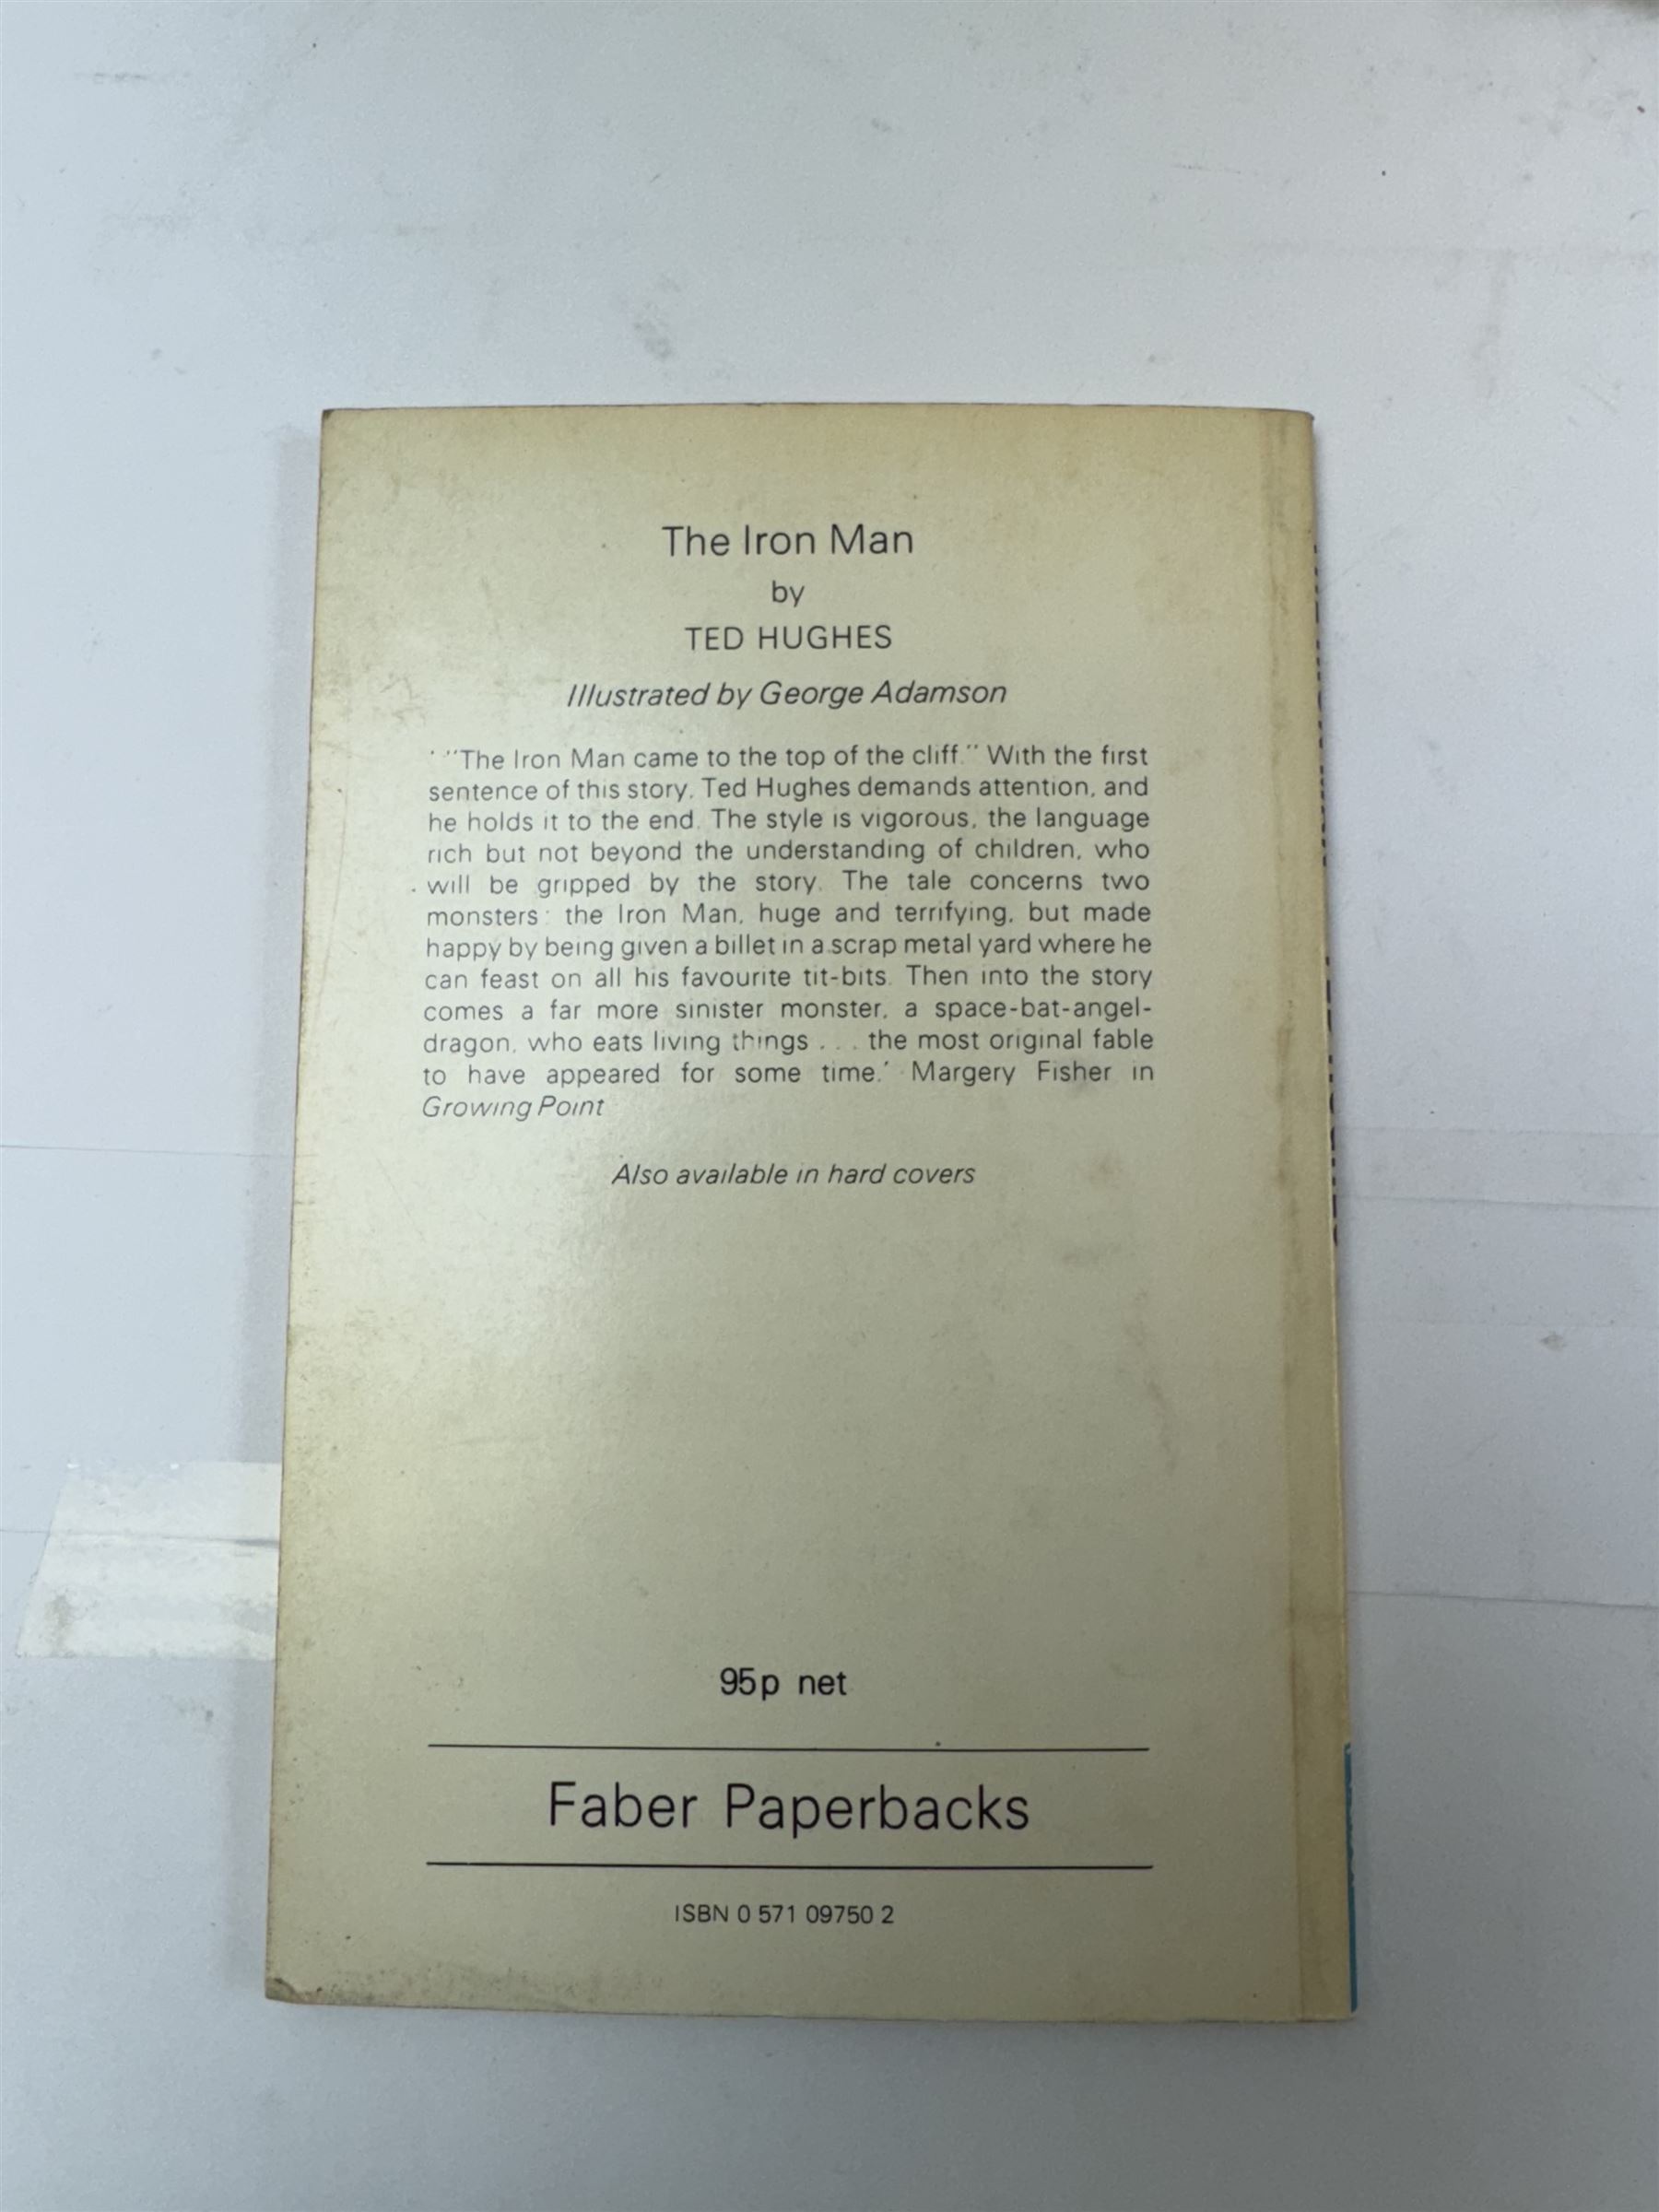 The Iron Man
by
TED HUGHES
Illustrated by George Adamson
' "The Iron Man came to the top of the cliff." With the first
sentence of this story, Ted Hughes demands attention, and
he holds it to the end. The style is vigorous, the language
rich but not beyond the understanding of children, who
will be gripped by the story. The tale concerns two
monsters: the Iron Man, huge and terrifying, but made
happy by being given a billet in a scrap metal yard where he
can feast on all his favourite tit-bits. Then into the story
comes a far more sinister monster, a space-bat-angel-
dragon, who eats living things . . . the most original fable
to have appeared for some time.' Margery Fisher in
Growing Point
Also available in hard covers
95p net
Faber Paperbacks
ISBN 0 571 09750 2